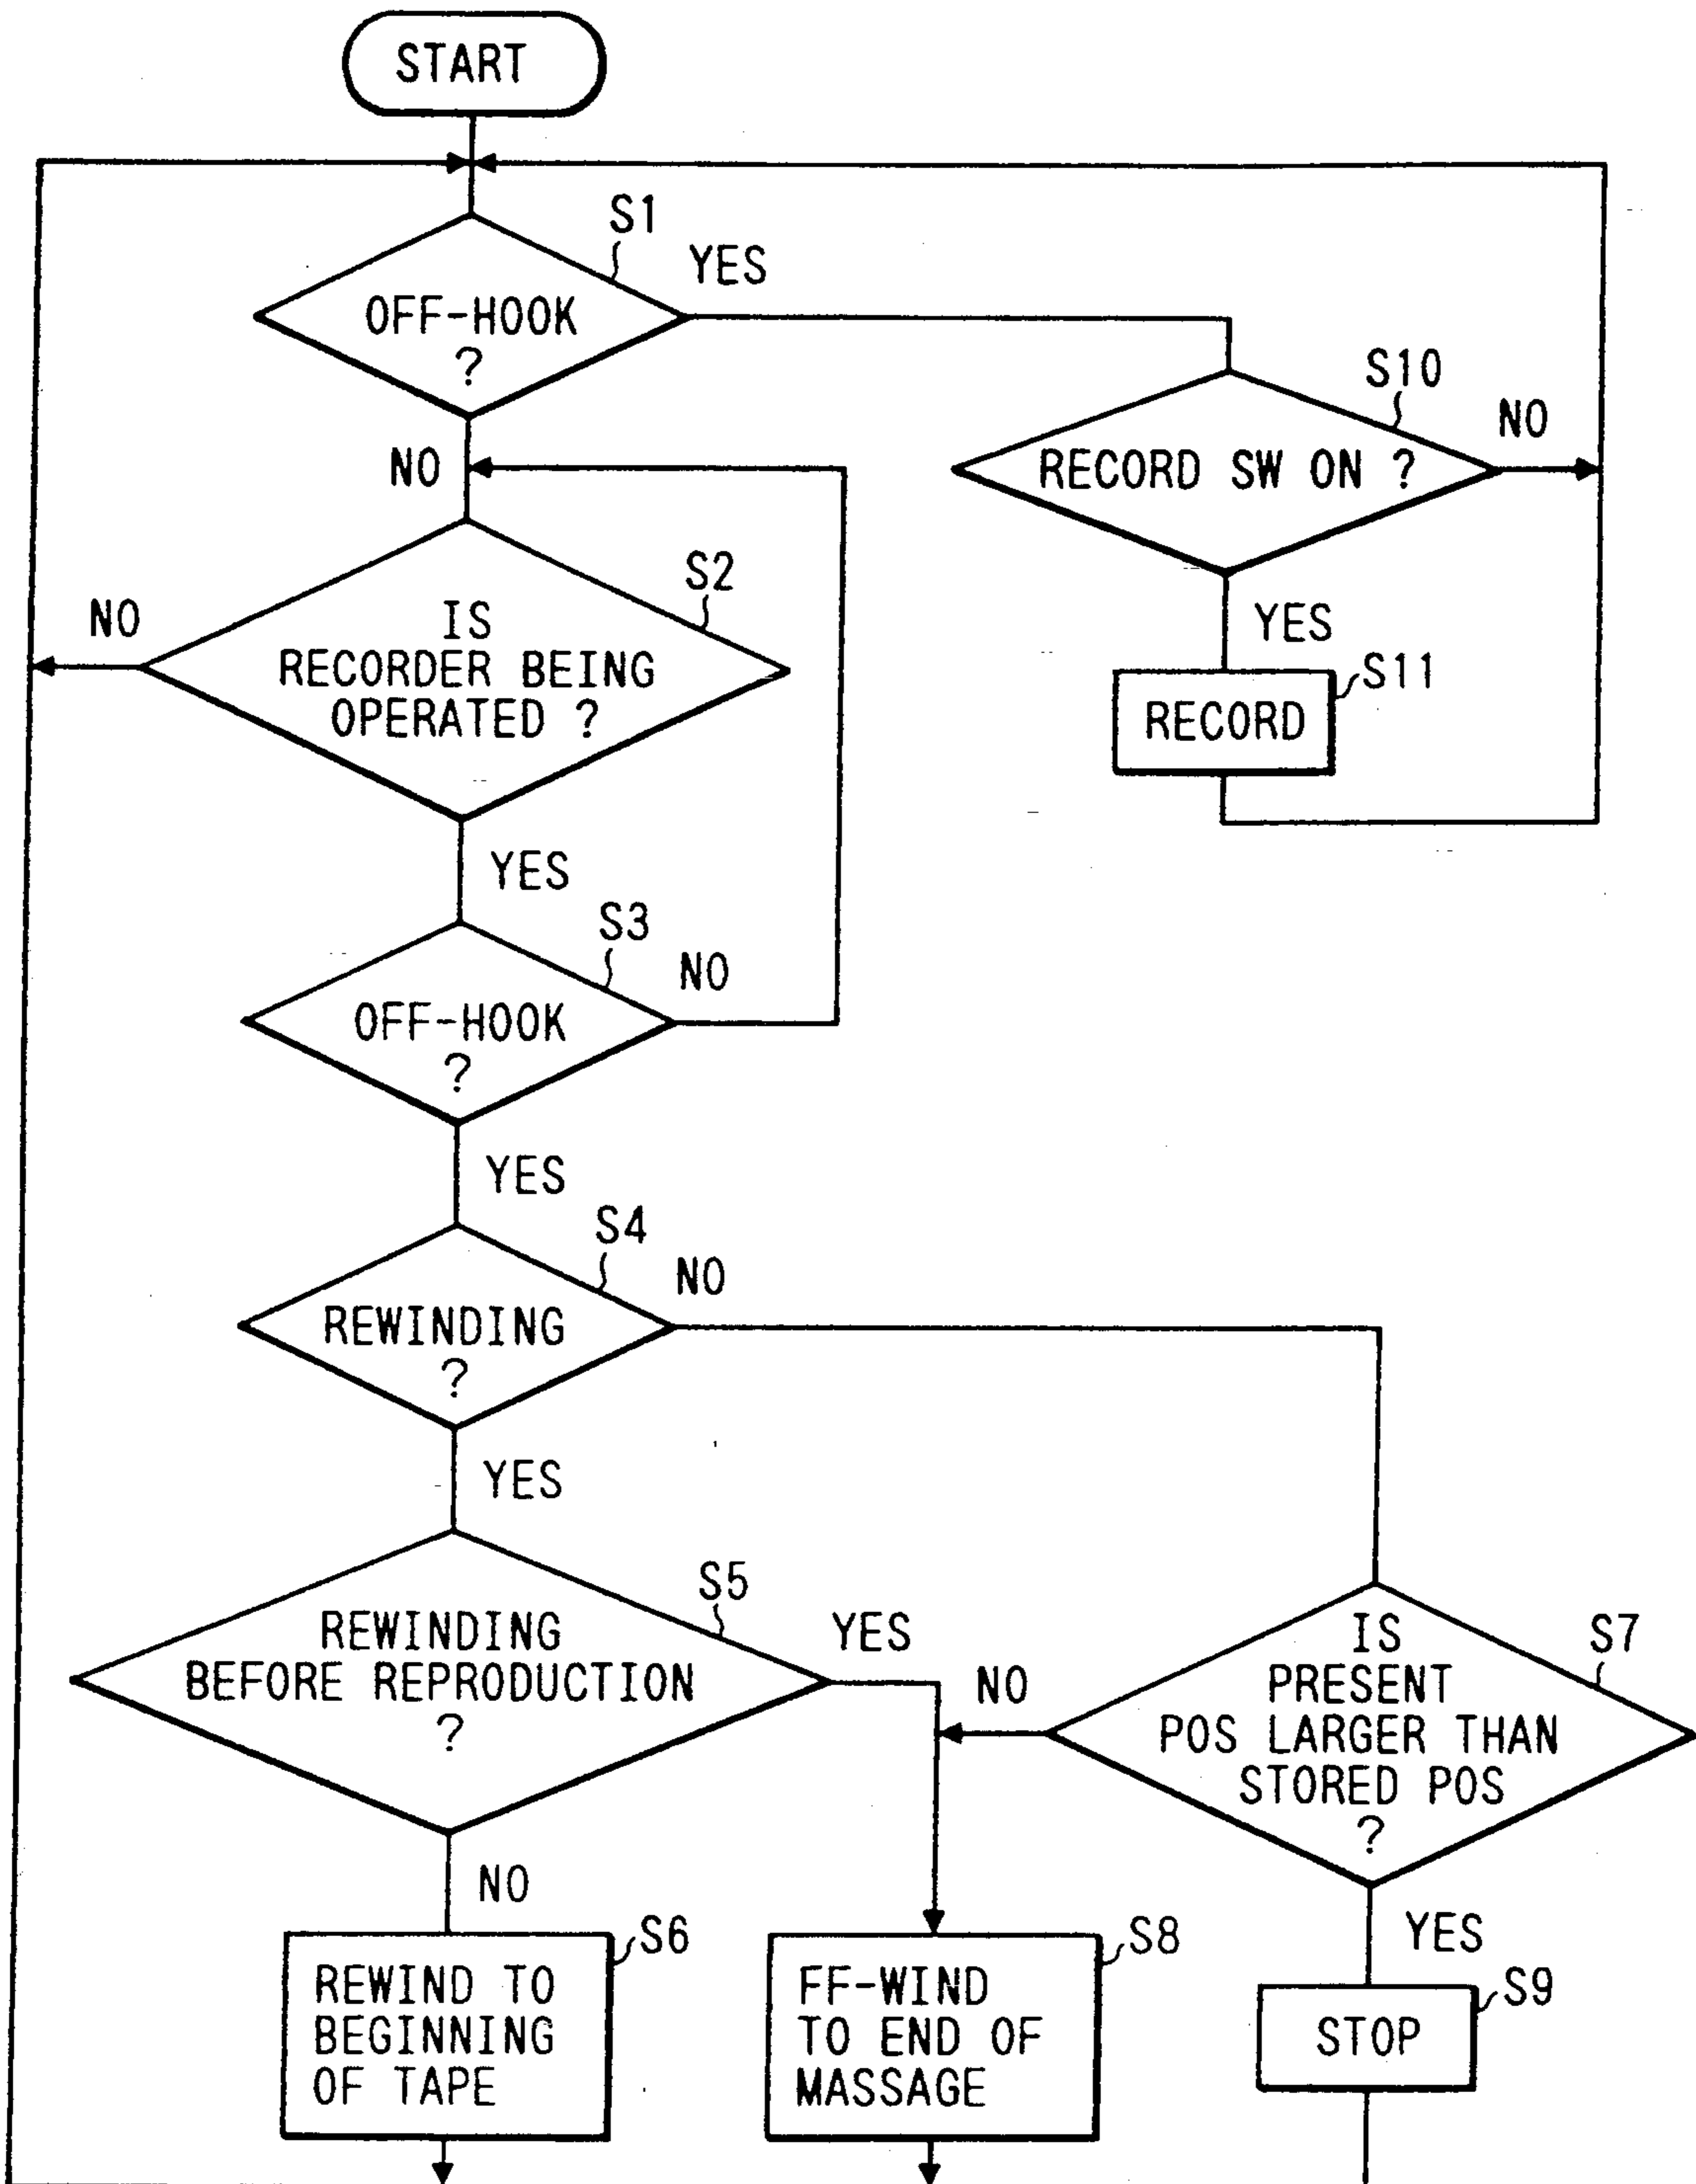 START
S1
YES
OFF-HOOK
?
NO
S10
NO
RECORD SW ON ?
YES
S11
RECORD
S2
NO
IS
RECORDER BEING
OPERATED ?
YES
S3
NO
OFF-HOOK
?
YES
S4
NO
REWINDING
?
YES
S5
YES
REWINDING
BEFORE REPRODUCTION
?
NO
S7
NO
IS
PRESENT
POS LARGER THAN
STORED POS
?
YES
S6
REWIND TO
BEGINNING
OF TAPE
S8
FF-WIND
TO END OF
MASSAGE
S9
STOP